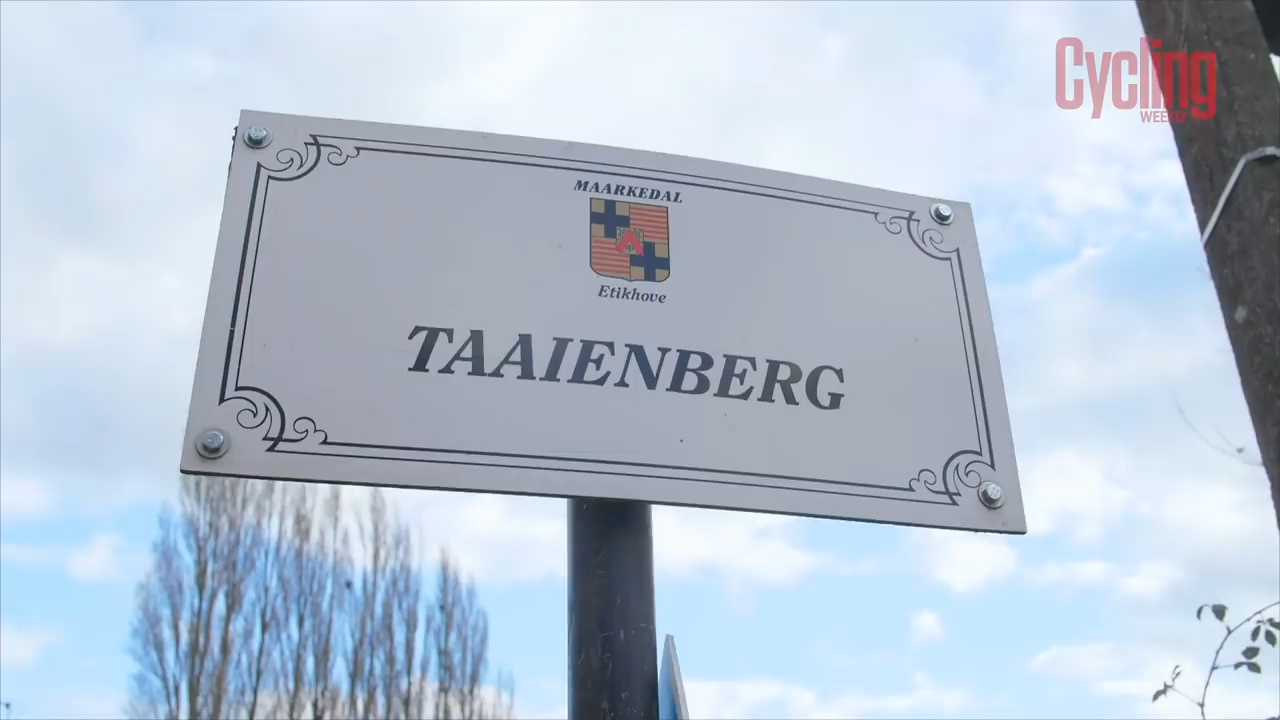 Cycling
WEEKLY
MAARKEDAL
Etikhove
TAAIENBERG